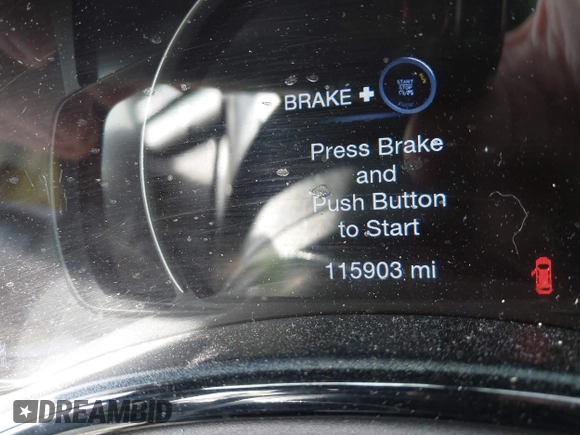 BRAKE +
START
STOP
Press Brake
and
Push Button
to Start
115903 mi
DREAMBID